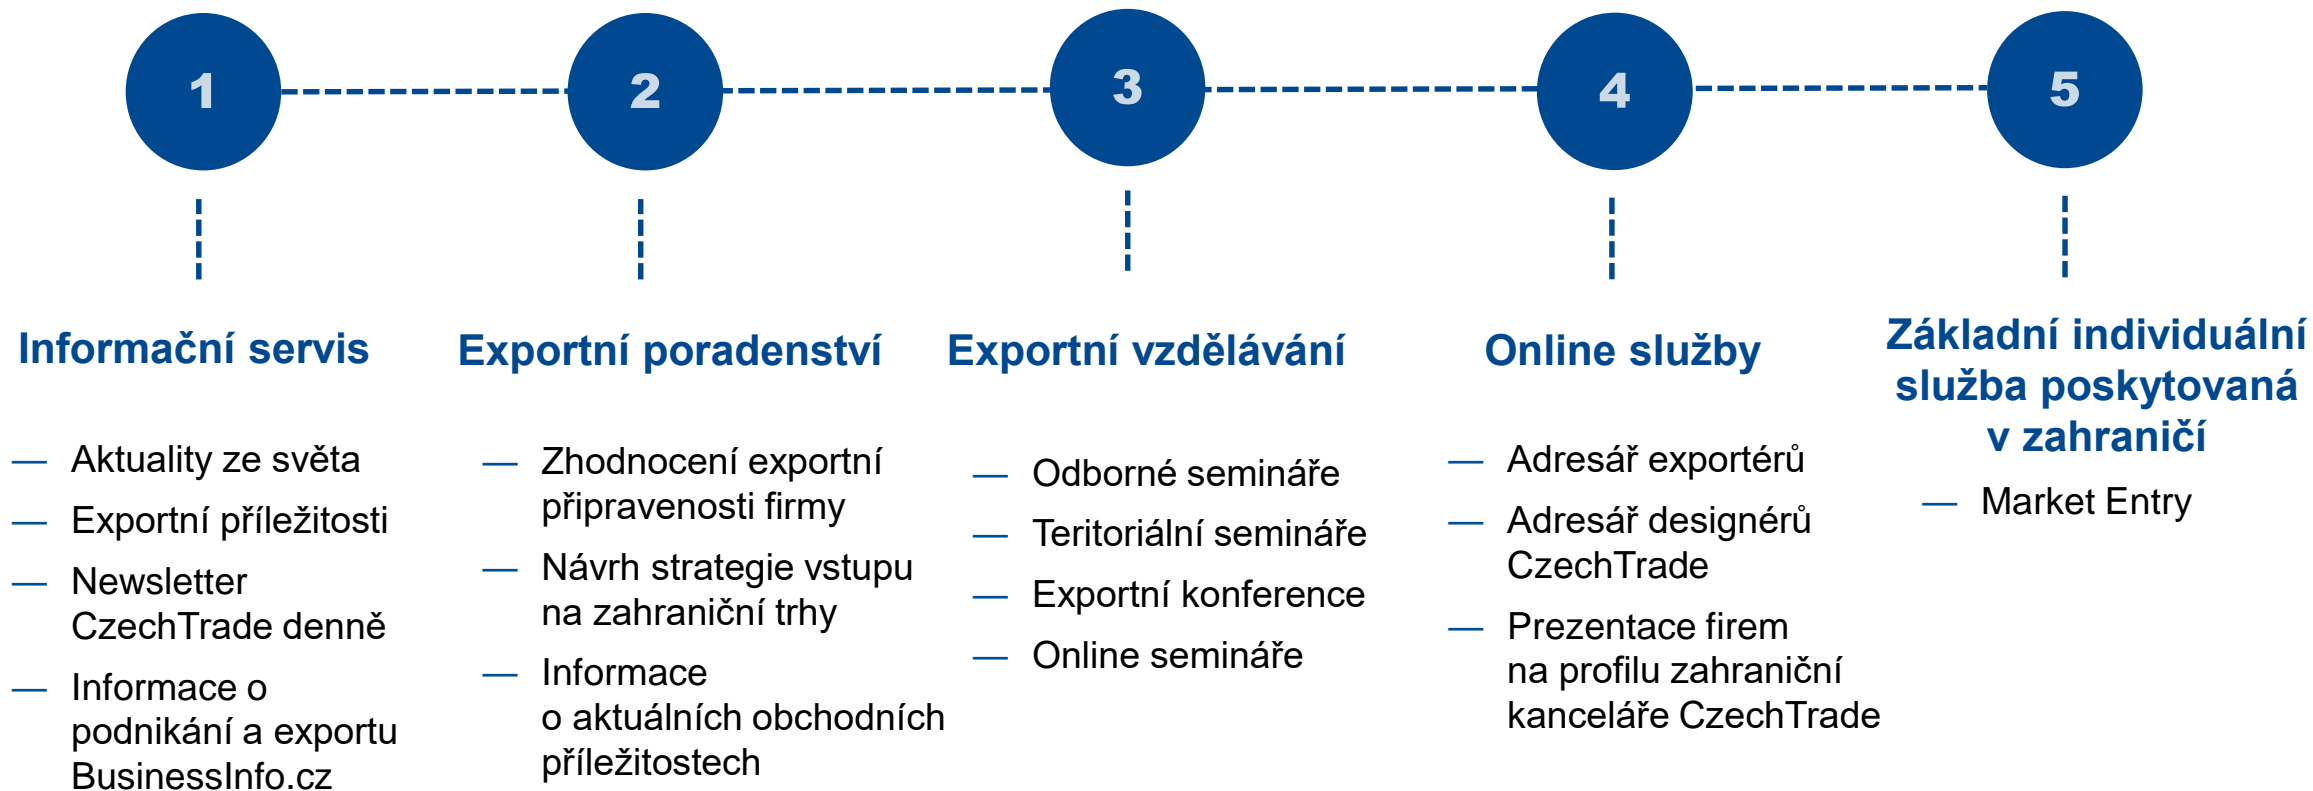 1
2
3
4
5
Informační servis
— Aktuality ze světa
— Exportní příležitosti
— Newsletter
CzechTrade denně
— Informace o
podnikání a exportu
BusinessInfo.cz
Exportní poradenství
— Zhodnocení exportní
připravenosti firmy
— Návrh strategie vstupu
na zahraniční trhy
— Informace
o aktuálních obchodních
příležitostech
Exportní vzdělávání
— Odborné semináře
— Teritoriální semináře
— Exportní konference
— Online semináře
Online služby
— Adresář exportérů
— Adresář designérů
CzechTrade
— Prezentace firem
na profilu zahraniční
kanceláře CzechTrade
Základní individuální
služba poskytovaná
v zahraničí
— Market Entry